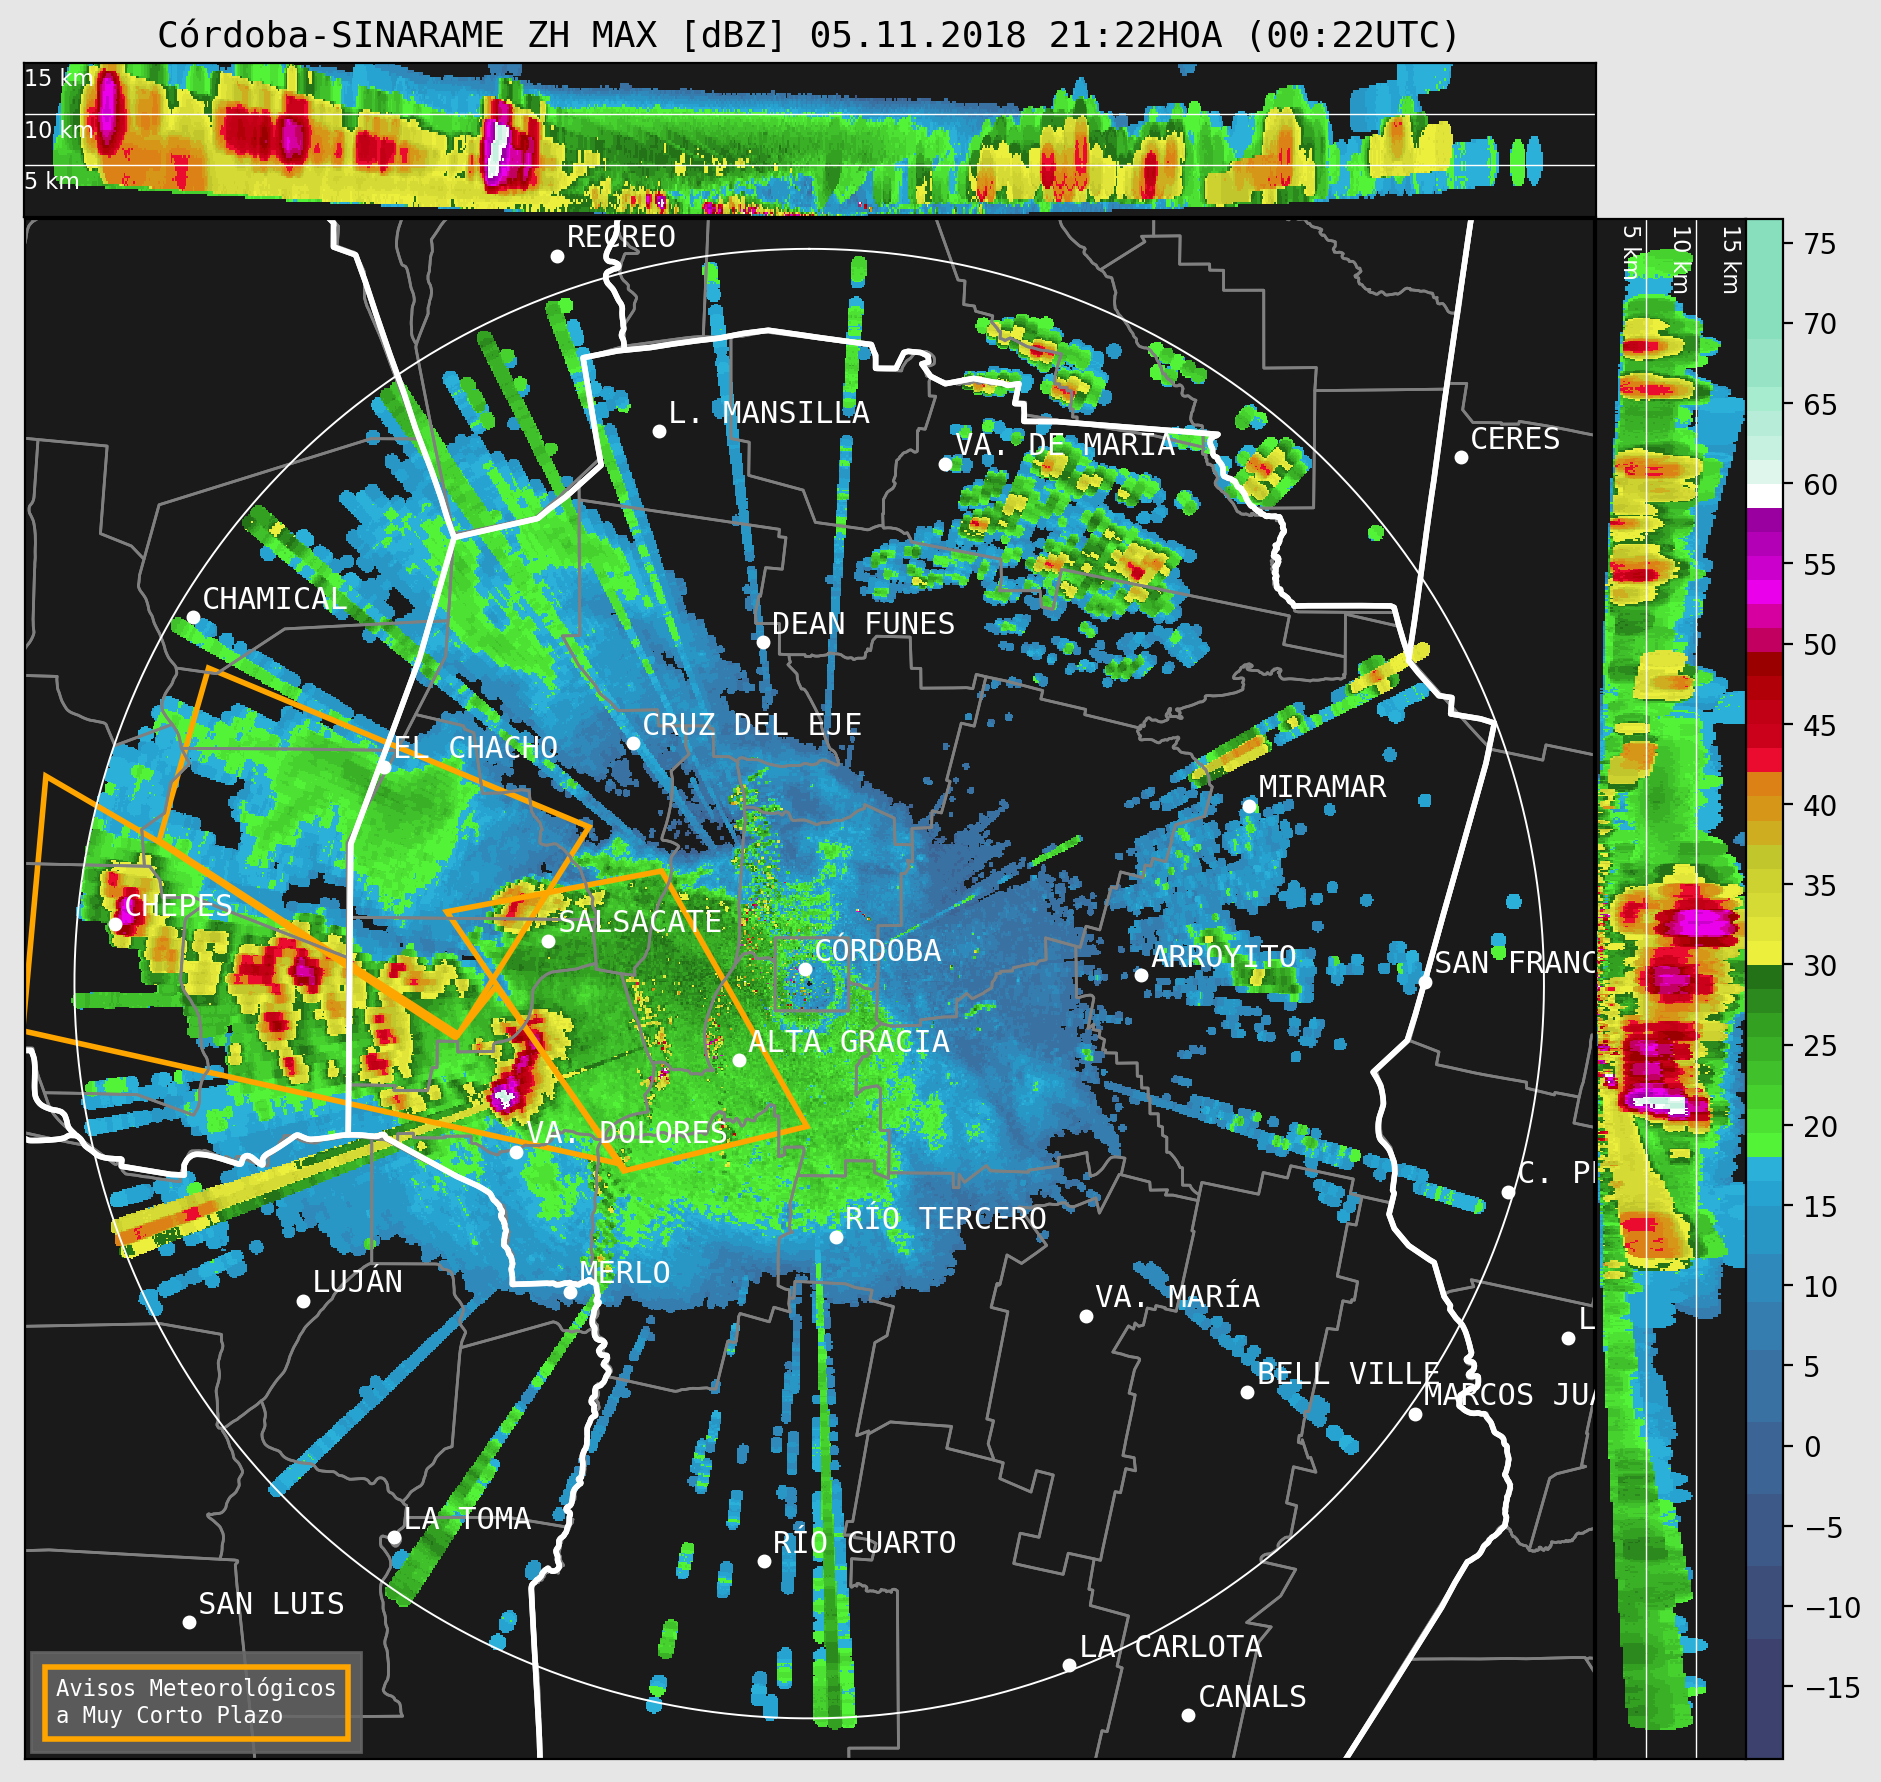 Córdoba-SINARAME ZH MAX [dBZ] 05.11.2018 21:22HOA (00:22UTC)
15 km
10 km
5 km
5 km
10 km
15 km
RECREO
L. MANSILLA
VA. DE MARIA
CERES
CHAMICAL
DEAN FUNES
CRUZ DEL EJE
EL CHACHO
MIRAMAR
CHEPES
SALSACATE
CÓRDOBA
ARROYITO
SAN FRANC
ALTA GRACIA
VA. DOLORES
C. P
RÍO TERCERO
MERLO
LUJÁN
VA. MARÍA
L
BELL VILLE
MARCOS JUA
LA TOMA
RÍO CUARTO
SAN LUIS
LA CARLOTA
CANALS
Avisos Meteorológicos
a Muy Corto Plazo
75
70
65
60
55
50
45
40
35
30
25
20
15
10
5
0
−5
−10
−15